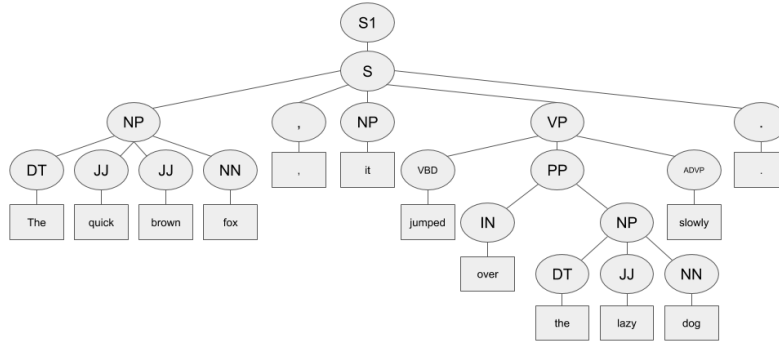 S1
S
NP , NP VP .
DT JJ JJ NN , it VBD PP ADVP .
The quick brown fox jumped IN NP slowly
over DT JJ NN
the lazy dog